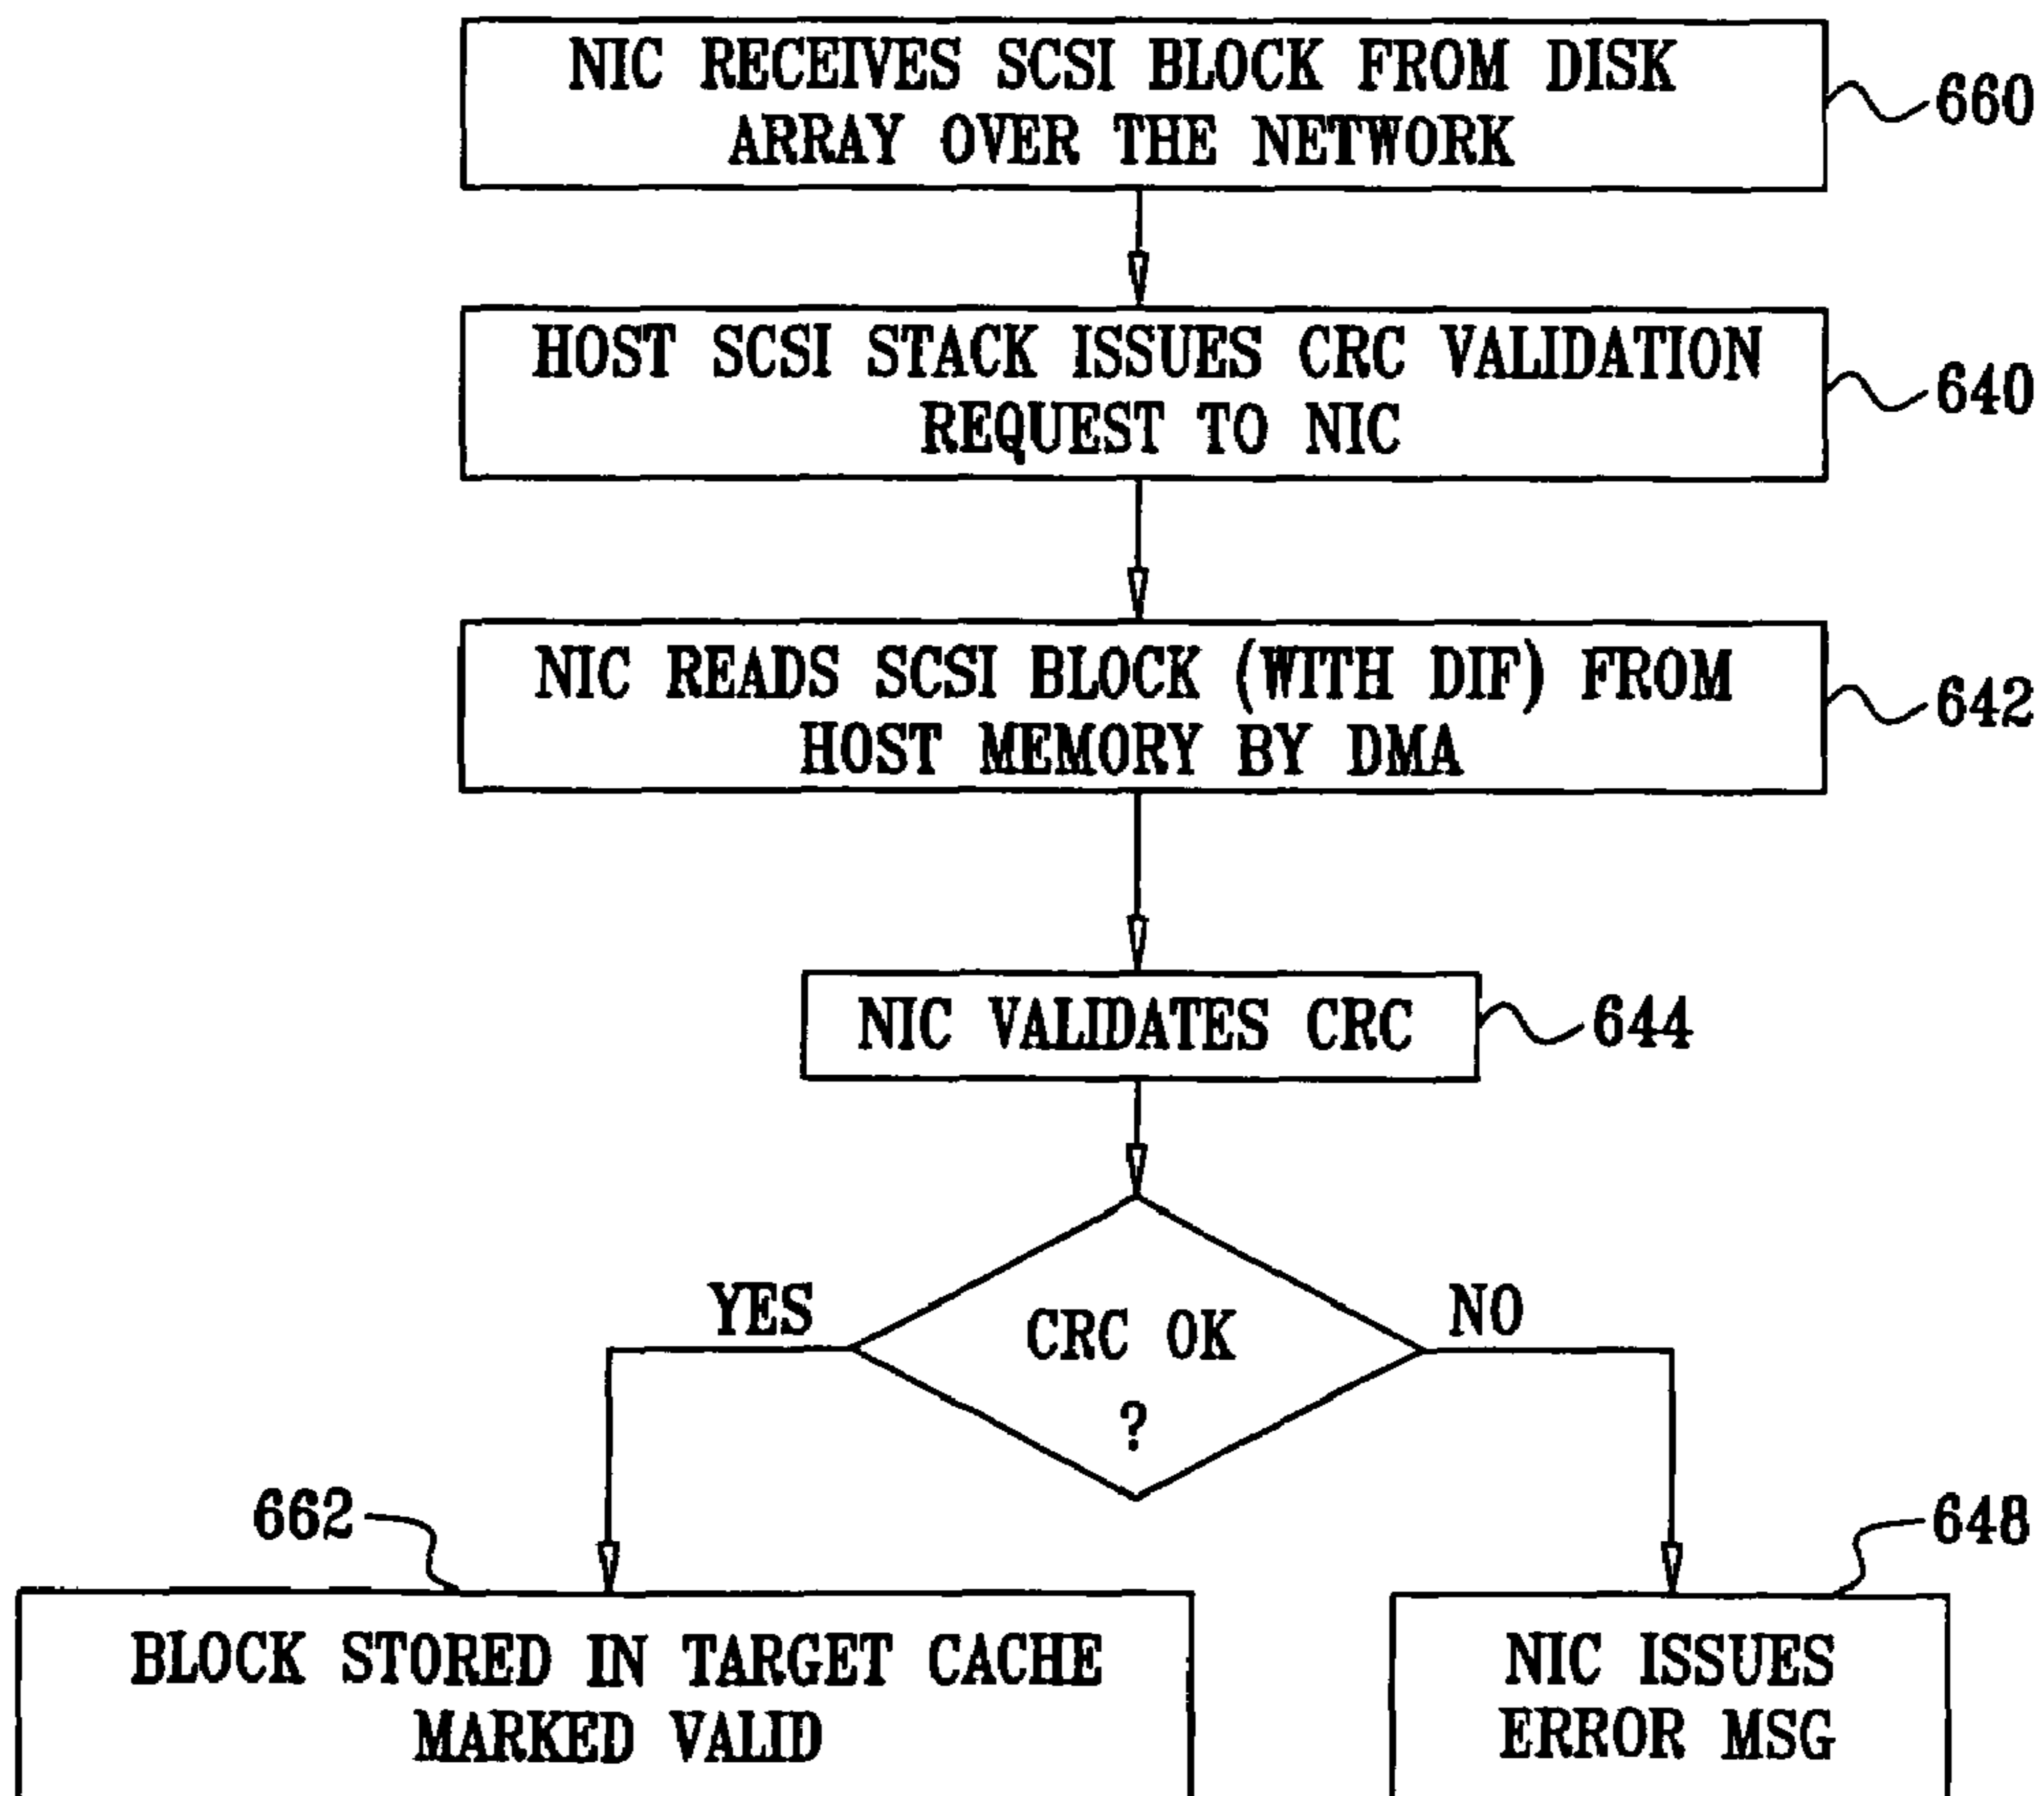 NIC RECEIVES SCSI BLOCK FROM DISK
ARRAY OVER THE NETWORK
660
HOST SCSI STACK ISSUES CRC VALIDATION
REQUEST TO NIC
640
NIC READS SCSI BLOCK (WITH DIF) FROM
HOST MEMORY BY DMA
642
NIC VALIDATES CRC
644
YES
CRC OK
?
NO
662
648
BLOCK STORED IN TARGET CACHE
MARKED VALID
NIC ISSUES
ERROR MSG